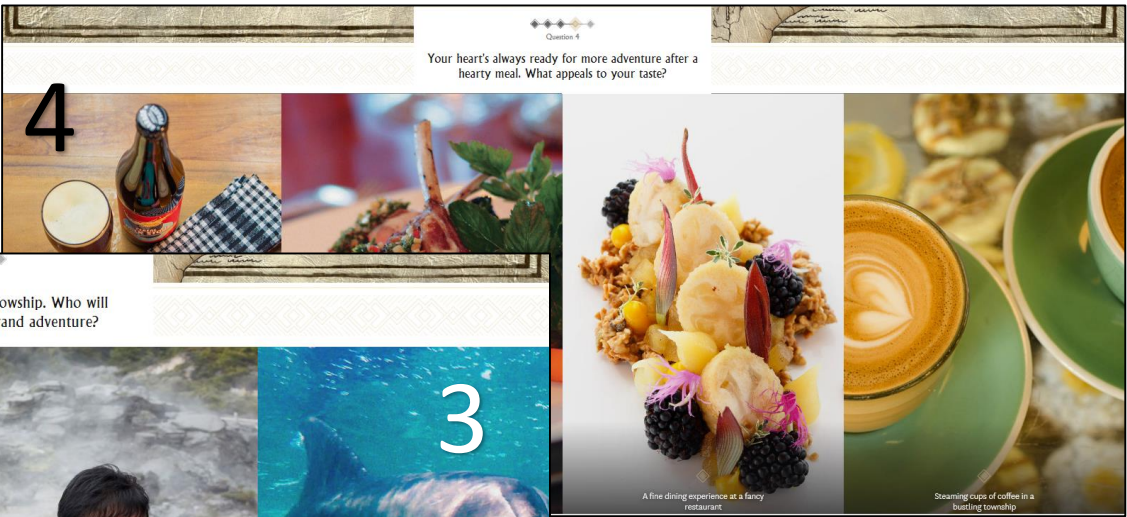 Question 4
Your heart's always ready for more adventure after a
hearty meal. What appeals to your taste?
4
owship. Who will
and adventure?
3
A fine dining experience at a fancy
restaurant
Steaming cups of coffee in a
bustling township